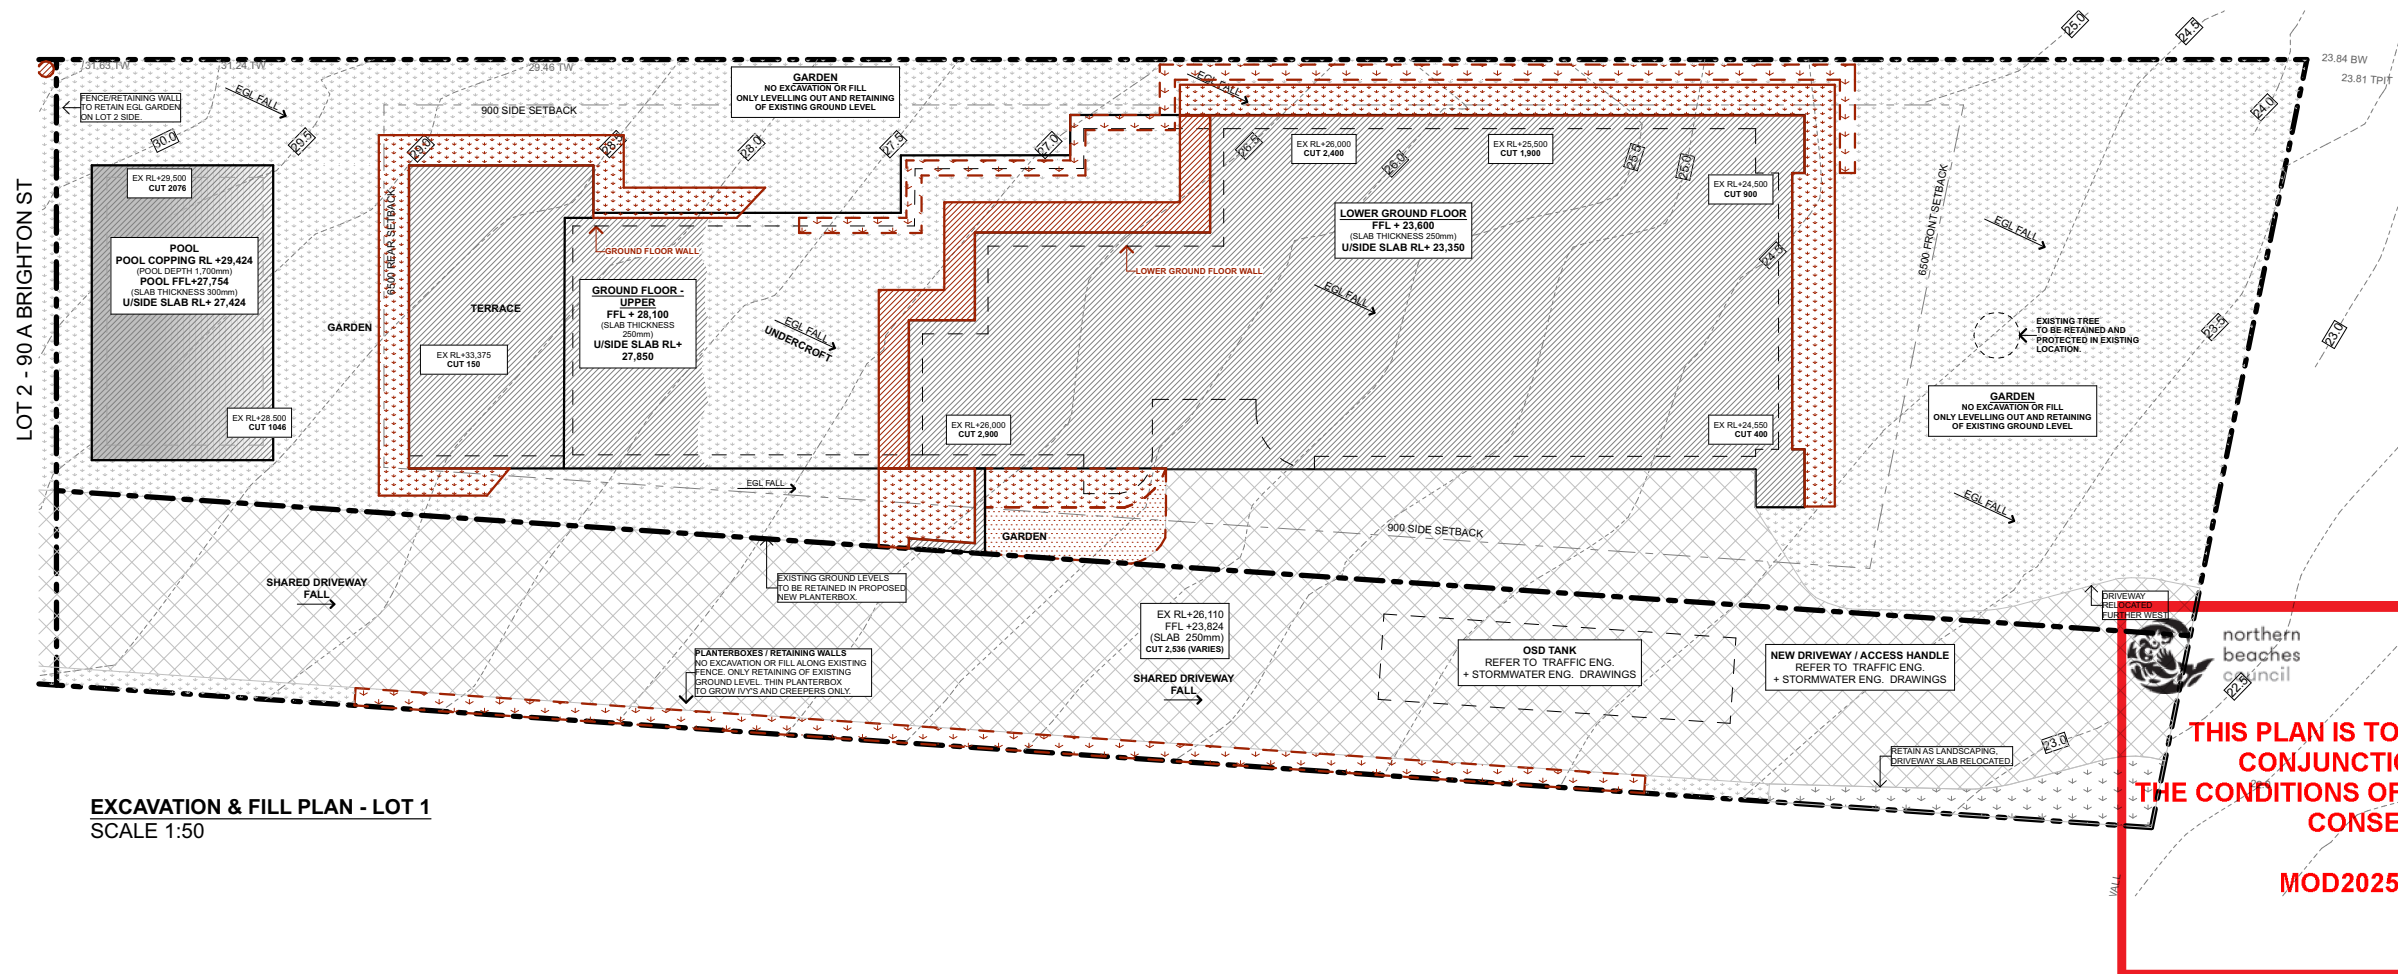 25.0
24.5
31,63 TW
31,24 TW
29.46 TW
23.84 BW
23.81 TPIT
EGL FALL
GARDEN
NO EXCAVATION OR FILL
ONLY LEVELLING OUT AND RETAINING
OF EXISTING GROUND LEVEL
EGL FALL
FENCE/RETAINING WALL
TO RETAIN EGL GARDEN
ON LOT 2 SIDE.
900 SIDE SETBACK
24.0
30.0
29.5
29.0
28.5
28.0
27.5
27.0
26.5
26.0
25.5
25.0
EX RL+26,000
CUT 2,400
EX RL+25,500
CUT 1,900
EX RL+29,500
CUT 2076
EX RL+24,500
CUT 900
LOT 2 - 90 A BRIGHTON ST
6500 REAR SETBACK
6500 FRONT SETBACK
POOL
POOL COPPING RL +29,424
(POOL DEPTH 1,700mm)
POOL FFL+27,754
(SLAB THICKNESS 300mm)
U/SIDE SLAB RL+ 27,424
LOWER GROUND FLOOR
FFL + 23,600
(SLAB THICKNESS 250mm)
U/SIDE SLAB RL+ 23,350
EGL FALL
GROUND FLOOR WALL
LOWER GROUND FLOOR WALL
24.5
GROUND FLOOR -
UPPER
FFL + 28,100
(SLAB THICKNESS
250mm)
U/SIDE SLAB RL+
27,850
TERRACE
GARDEN
EGL FALL
UNDERCROFT
EGL FALL
EXISTING TREE
TO BE RETAINED AND
PROTECTED IN EXISTING
LOCATION.
23.5
23.0
EX RL+33,375
CUT 150
GARDEN
NO EXCAVATION OR FILL
ONLY LEVELLING OUT AND RETAINING
OF EXISTING GROUND LEVEL
EX RL+28.500
CUT 1046
EX RL+26,000
CUT 2,900
EX RL+24,550
CUT 400
EGL FALL
EGL FALL
900 SIDE SETBACK
GARDEN
SHARED DRIVEWAY
FALL
EXISTING GROUND LEVELS
TO BE RETAINED IN PROPOSED
NEW PLANTERBOX.
EX RL+26,110
FFL +23,824
(SLAB 250mm)
CUT 2,536 (VARIES)
DRIVEWAY
RELOCATED
FURTHER WEST
northern
beaches
council
PLANTERBOXES / RETAINING WALLS
NO EXCAVATION OR FILL ALONG EXISTING
FENCE. ONLY RETAINING OF EXISTING
GROUND LEVEL. THIN PLANTERBOX
TO GROW IVY'S AND CREEPERS ONLY.
SHARED DRIVEWAY
FALL
OSD TANK
REFER TO TRAFFIC ENG.
+ STORMWATER ENG. DRAWINGS
NEW DRIVEWAY / ACCESS HANDLE
REFER TO TRAFFIC ENG.
+ STORMWATER ENG. DRAWINGS
22.5
23.0
RETAIN AS LANDSCAPING,
DRIVEWAY SLAB RELOCATED.
THIS PLAN IS TO
CONJUNCTI
THE CONDITIONS OF
CONSE
MOD2025
EXCAVATION & FILL PLAN - LOT 1
SCALE 1:50